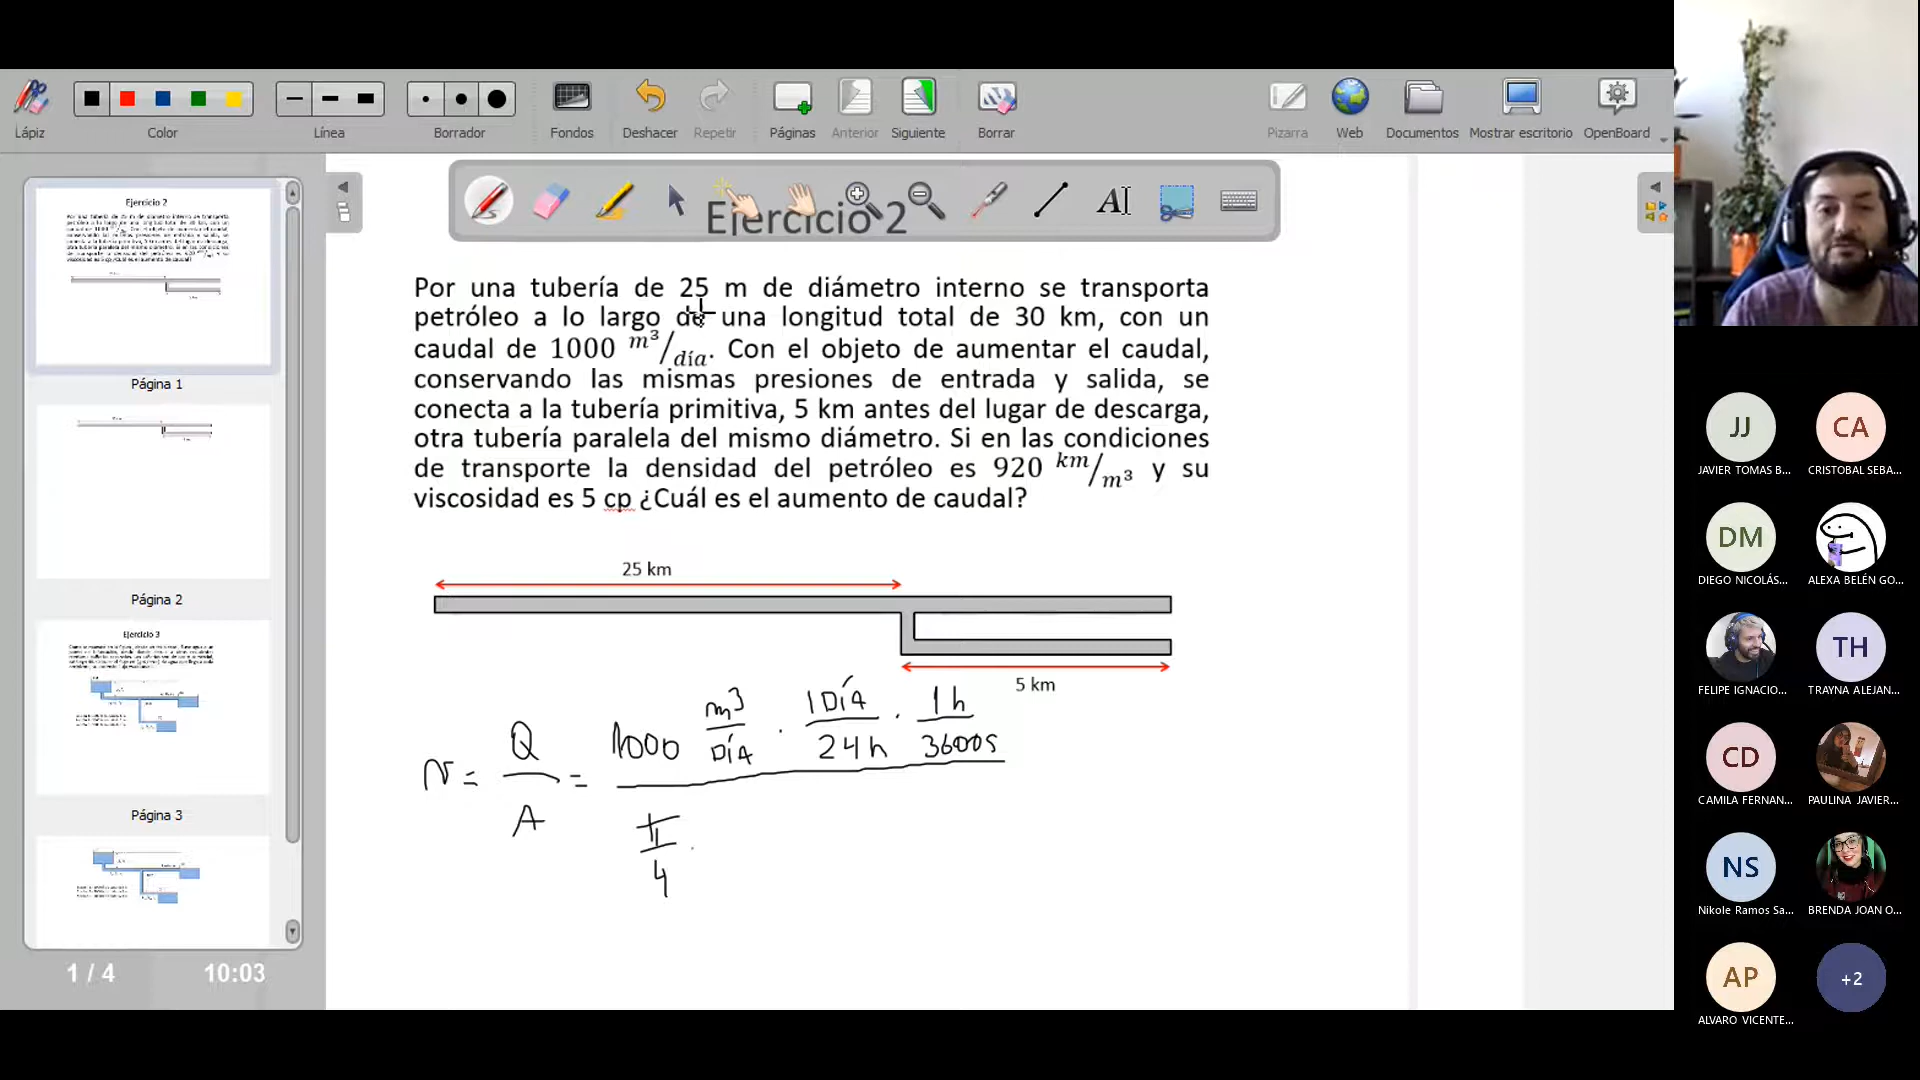 Lápiz
Color
Línea
Borrador
Fondos
Deshacer
Repetir
Páginas
Anterior
Siguiente
Borrar
Pizarra
Web
Documentos
Mostrar escritorio
OpenBoard
Ejercicio 2
Página 1
Página 2
Ejercicio 3
Página 3
1 / 4
10:03
Ejercicio 2
Por una tubería de 25 m de diámetro interno se transporta
petróleo a lo largo de una longitud total de 30 km, con un
caudal de 1000 m³/día. Con el objeto de aumentar el caudal,
conservando las mismas presiones de entrada y salida, se
conecta a la tubería primitiva, 5 km antes del lugar de descarga,
otra tubería paralela del mismo diámetro. Si en las condiciones
de transporte la densidad del petróleo es 920 km/m³ y su
viscosidad es 5 cp ¿Cuál es el aumento de caudal?
25 km
5 km
m³ 1DÍA 1h
N = Q = 1000 DÍA · 24h · 3600s
A π
4 ·
JJ
JAVIER TOMAS B...
CA
CRISTOBAL SEBA...
DM
DIEGO NICOLÁS...
ALEXA BELÉN GO...
FELIPE IGNACIO...
TH
TRAYNA ALEJAN...
CD
CAMILA FERNAN...
PAULINA JAVIER...
NS
Nikole Ramos Sa...
BRENDA JOAN O...
AP
ALVARO VICENTE...
+2